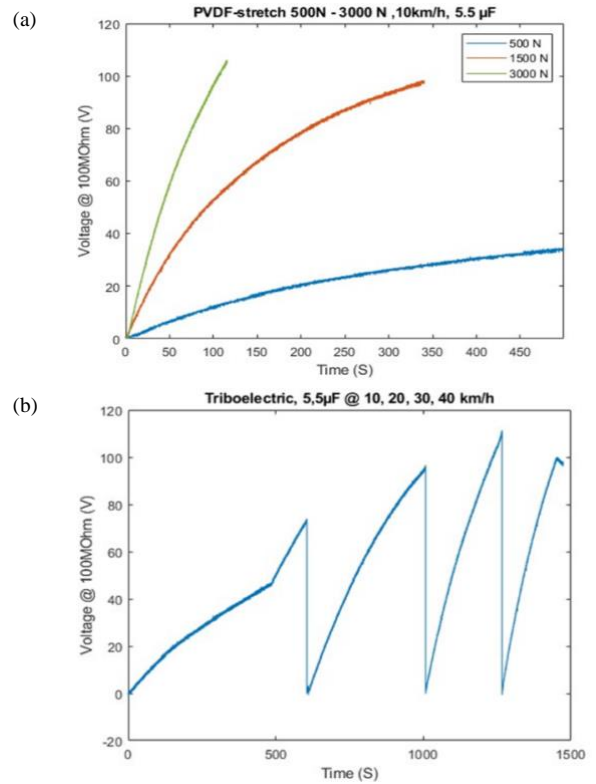 (a)
PVDF-stretch 500N - 3000 N ,10km/h, 5.5 µF
120
100
80
60
40
20
0
Voltage @ 100MOhm (V)
500 N
1500 N
3000 N
0 50 100 150 200 250 300 350 400 450
Time (S)
(b)
Triboelectric, 5,5µF @ 10, 20, 30, 40 km/h
120
100
80
60
40
20
0
-20
Voltage @ 100MOhm (V)
0 500 1000 1500
Time (S)